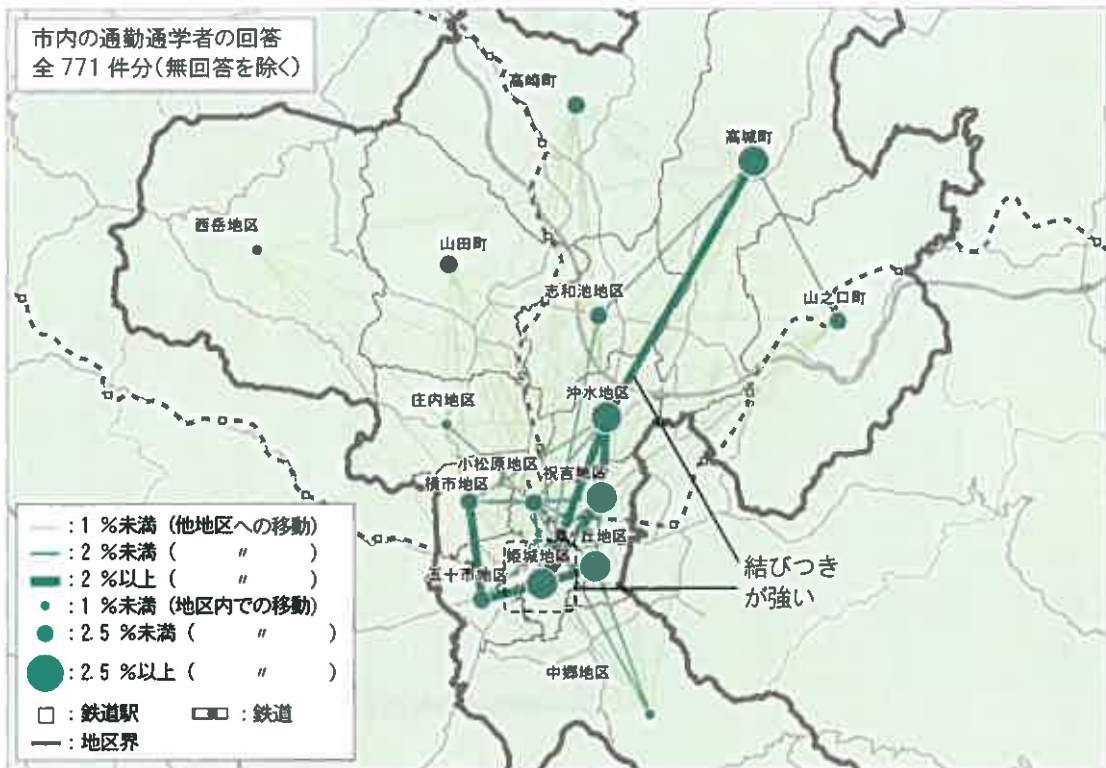 市内の通勤通学者の回答
全 771 件分(無回答を除く)
高崎町
高城町
西岳地区
山田町
志和池地区
山之口町
庄内地区
沖水地区
小松原地区
祝吉地区
横市地区
丘地区
姫城地区
五十市地区
結びつき
が強い
中郷地区
: 1 %未満 (他地区への移動)
: 2 %未満 ( 〃 )
: 2 %以上 ( 〃 )
: 1 %未満 (地区内での移動)
: 2.5 %未満 ( 〃 )
: 2.5 %以上 ( 〃 )
: 鉄道駅 : 鉄道
: 地区界